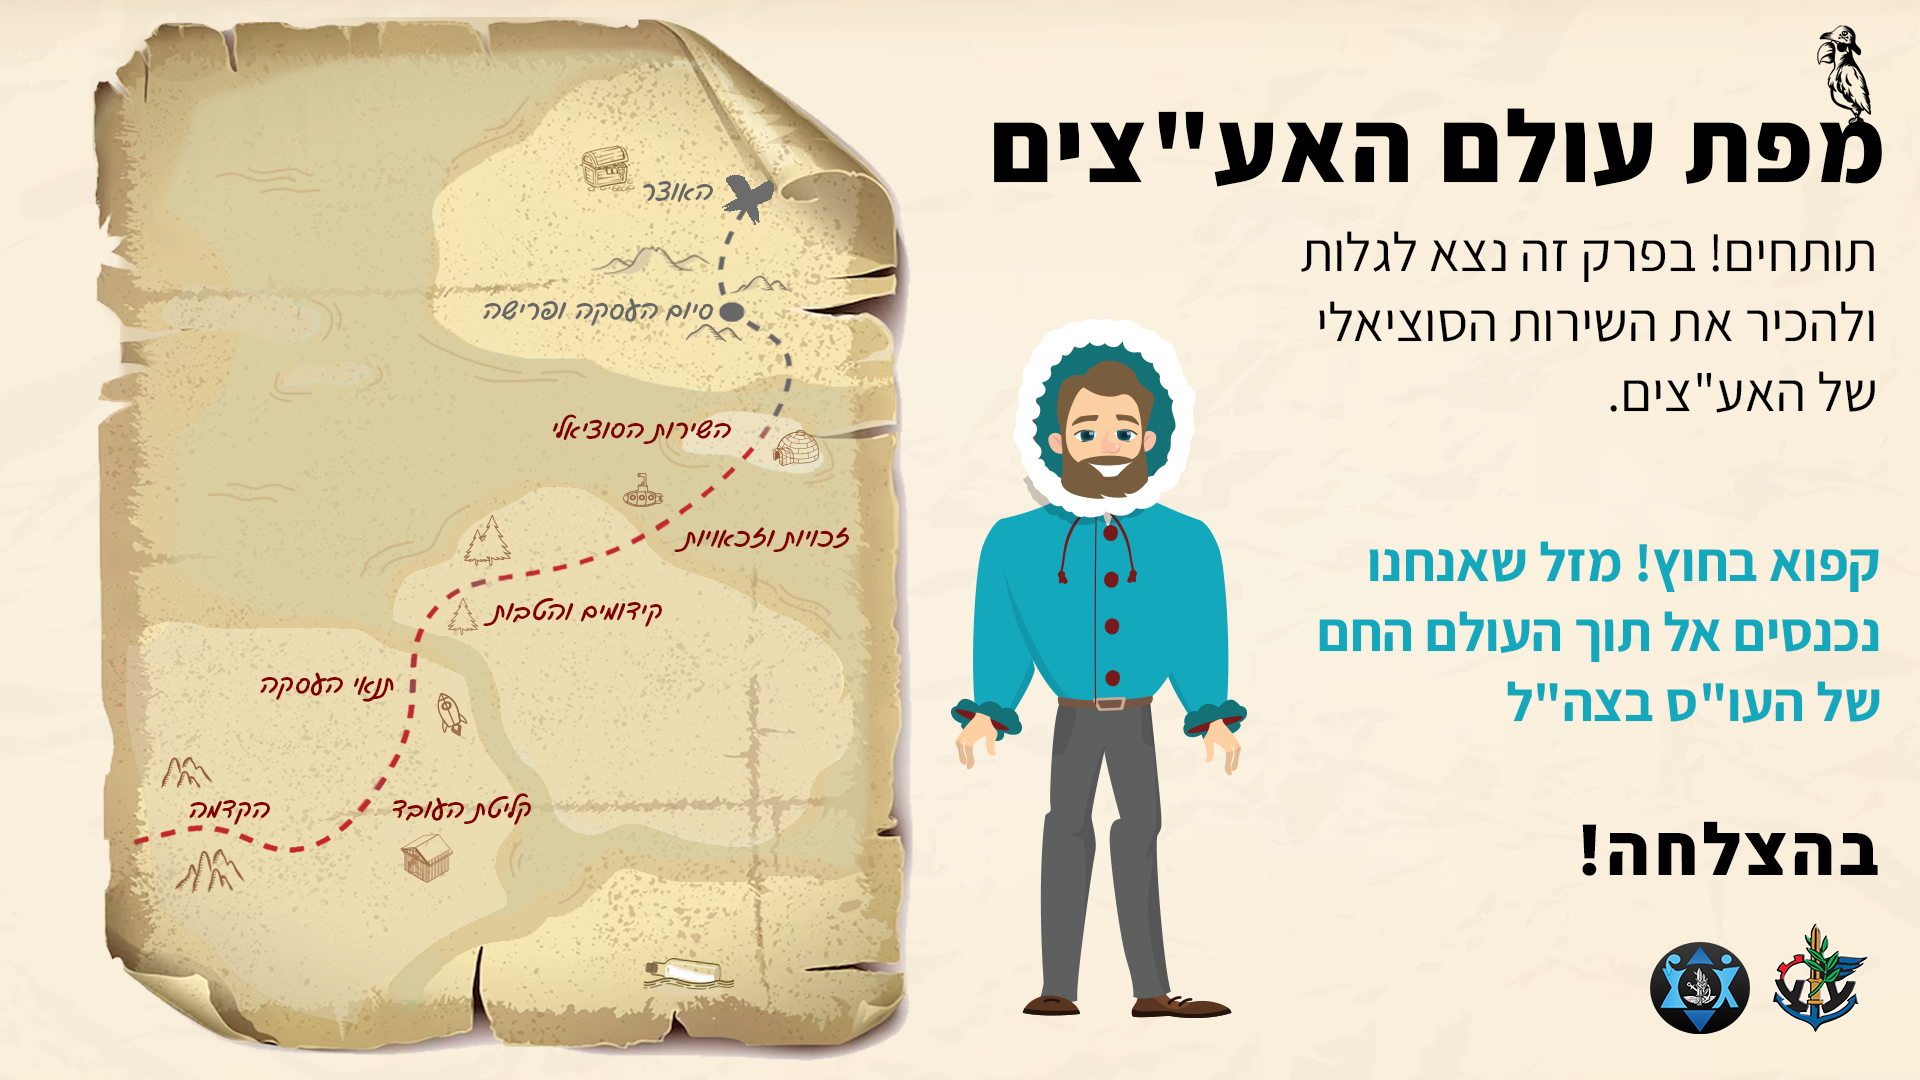 מפת עולם האע"צים
תותחים! בפרק זה נצא לגלות
ולהכיר את השירות הסוציאלי
של האע"צים.
קפוא בחוץ! מזל שאנחנו
נכנסים אל תוך העולם החם
של העו"ס בצה"ל
בהצלחה!
האוצר
סיום העסקה ופרישה
השירות הסוציאלי
זכויות וזכאויות
קידומים והטבות
תנאי העסקה
קליטת העובד
הקדמה